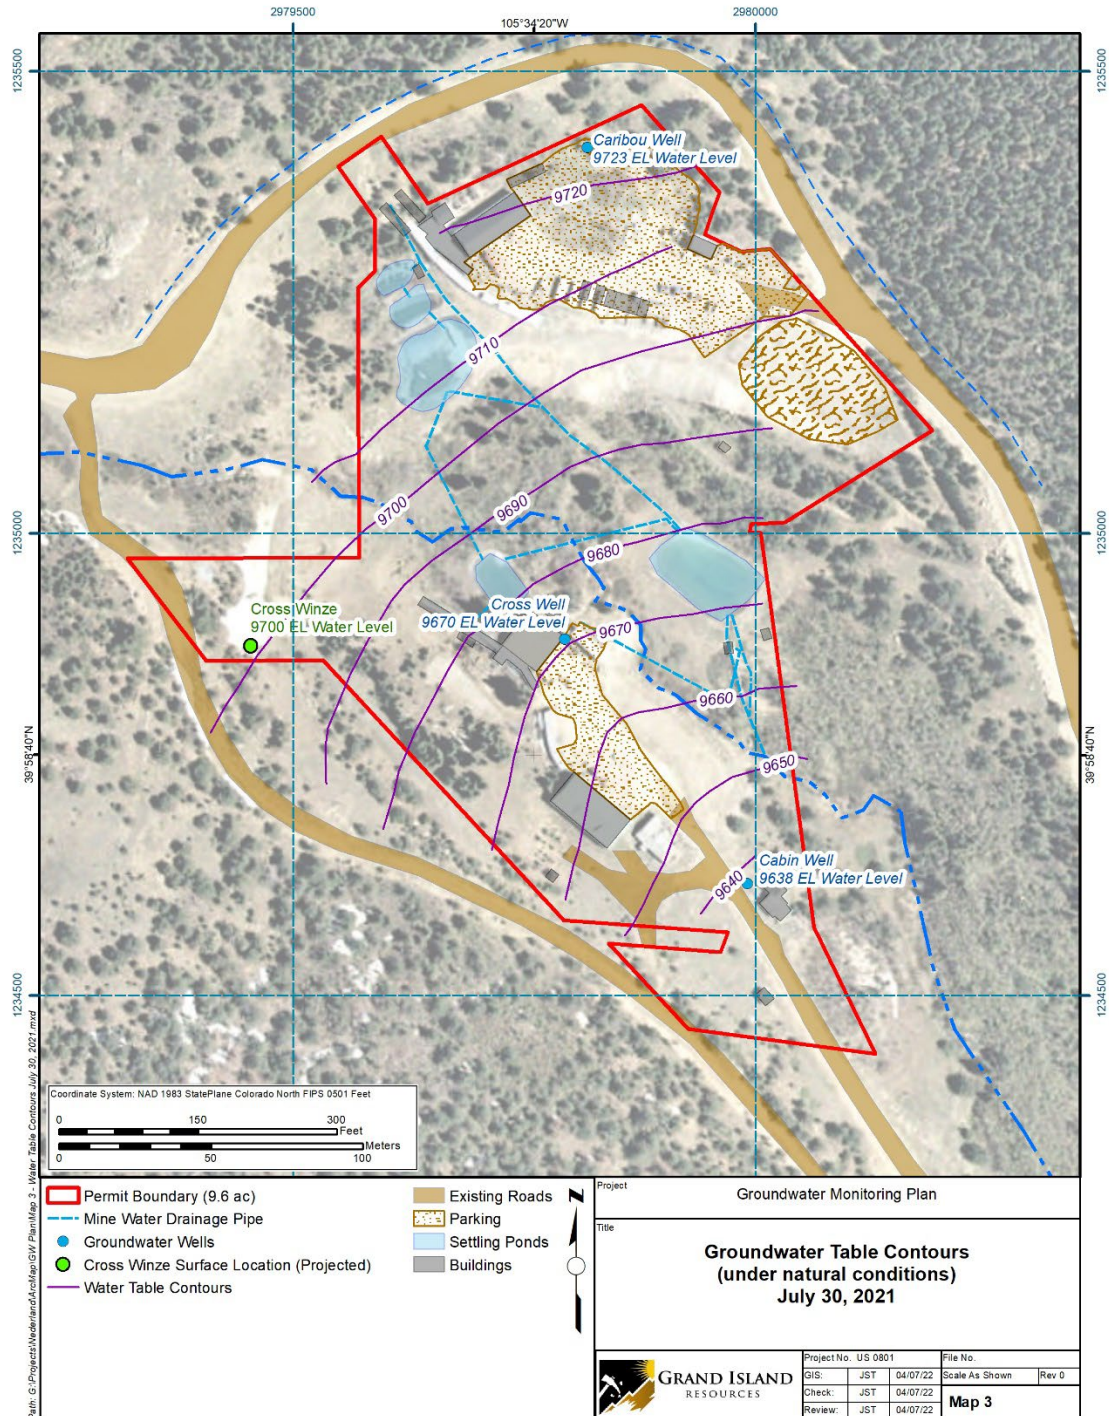 2979500
2980000
105°34'20"W
1235500
1235500
Caribou Well
9723 EL Water Level
9720
9710
9700
9690
1235000
1235000
9680
Cross Winze
9700 EL Water Level
Cross Well
9670 EL Water Level
9670
9660
39°58'40"N
39°58'40"N
9650
Cabin Well
9638 EL Water Level
9640
1234500
1234500
Path: G:\Projects\Nederland\ArcMap\GW Plan\Map 3 - Water Table Contours July 30, 2021.mxd
Coordinate System: NAD 1983 StatePlane Colorado North FIPS 0501 Feet
0 150 300
Feet
Meters
0 50 100
Permit Boundary (9.6 ac)
Mine Water Drainage Pipe
Groundwater Wells
Cross Winze Surface Location (Projected)
Water Table Contours
Existing Roads
Parking
Settling Ponds
Buildings
N
Project
Groundwater Monitoring Plan
Title
Groundwater Table Contours
(under natural conditions)
July 30, 2021
GRAND ISLAND
RESOURCES
Project No. US 0801
File No.
GIS: JST 04/07/22
Scale As Shown
Rev 0
Check: JST 04/07/22
Map 3
Review: JST 04/07/22